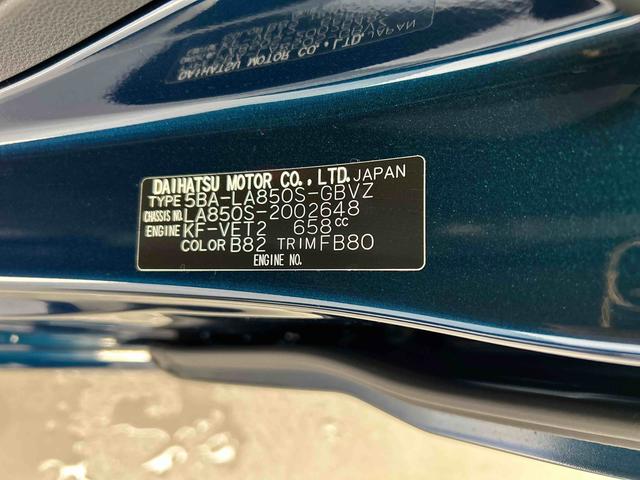 DAIHATSU MOTOR CO., LTD. JAPAN
TYPE 5BA-LA850S-GBVZ
CHASSIS NO. LA850S-2002648
ENGINE KF-VET2 658cc
COLOR B82 TRIM FB80
ENGINE NO.